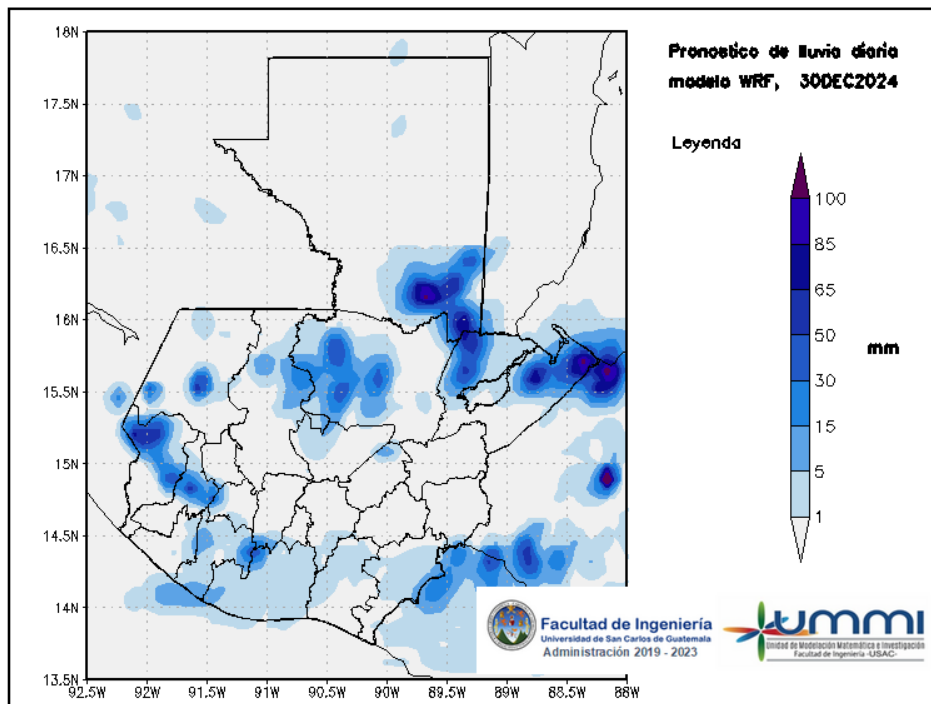 Pronostico de lluvia diaria
modelo WRF, 30DEC2024
Leyenda
100
85
65
50
30
15
5
1
mm
18N
17.5N
17N
16.5N
16N
15.5N
15N
14.5N
14N
13.5N
92.5W
92W
91.5W
91W
90.5W
90W
89.5W
89W
88.5W
88W
Facultad de Ingeniería
Universidad de San Carlos de Guatemala
Administración 2019 - 2023
ummi
Unidad de Modelación Matemática e Investigación
Facultad de Ingeniería -USAC-